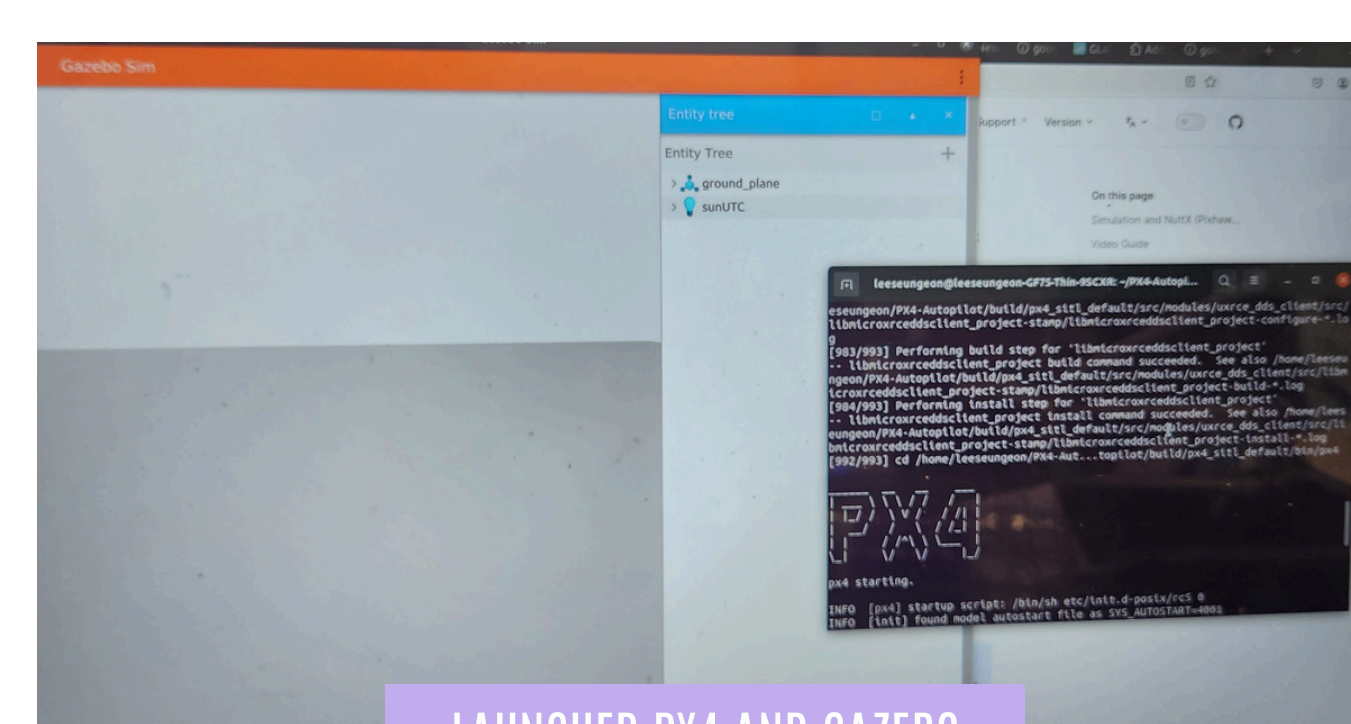 Gazebo Sim
Entity tree
Entity Tree
ground_plane
sunUTC
Support
Version
On this page
Simulation and NuttX (Pixhaw...
Video Guide
leeseungeon@leeseungeon-GF75-Thin-9SCXR: ~/PX4-Autopi...
eseungeon/PX4-Autopilot/build/px4_sitl_default/src/modules/uxrce_dds_client/src/
libmicroxrceddsclient_project-stamp/libmicroxrceddsclient_project-configure-*.lo
g
[983/993] Performing build step for 'libmicroxrceddsclient_project'
-- libmicroxrceddsclient_project build command succeeded.  See also /home/leeseu
ngeon/PX4-Autopilot/build/px4_sitl_default/src/modules/uxrce_dds_client/src/libm
icroxrceddsclient_project-stamp/libmicroxrceddsclient_project-build-*.log
[984/993] Performing install step for 'libmicroxrceddsclient_project'
-- libmicroxrceddsclient_project install command succeeded.  See also /home/lees
eungeon/PX4-Autopilot/build/px4_sitl_default/src/modules/uxrce_dds_client/src/li
bmicroxrceddsclient_project-stamp/libmicroxrceddsclient_project-install-*.log
[992/993] cd /home/leeseungeon/PX4-Aut...topilot/build/px4_sitl_default/bin/px4
PX4
px4 starting.
INFO  [px4] startup script: /bin/sh etc/init.d-posix/rcS 0
INFO  [init] found model autostart file as SYS_AUTOSTART=4001
LAUNCHED PX4 AND GAZEBO